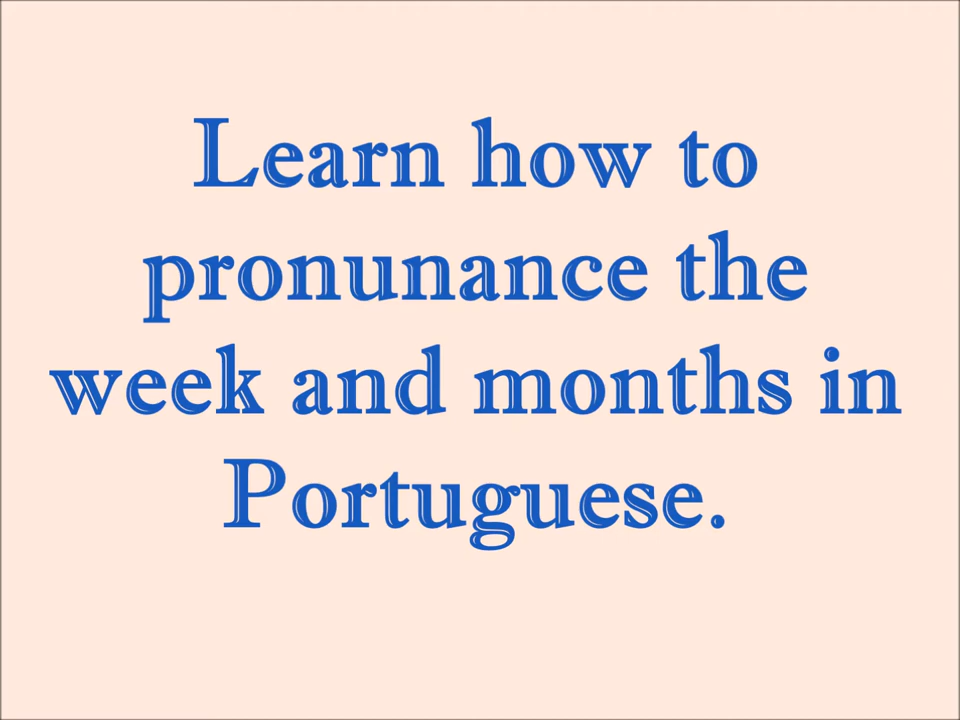 Learn how to
pronunance the
week and months in
Portuguese.